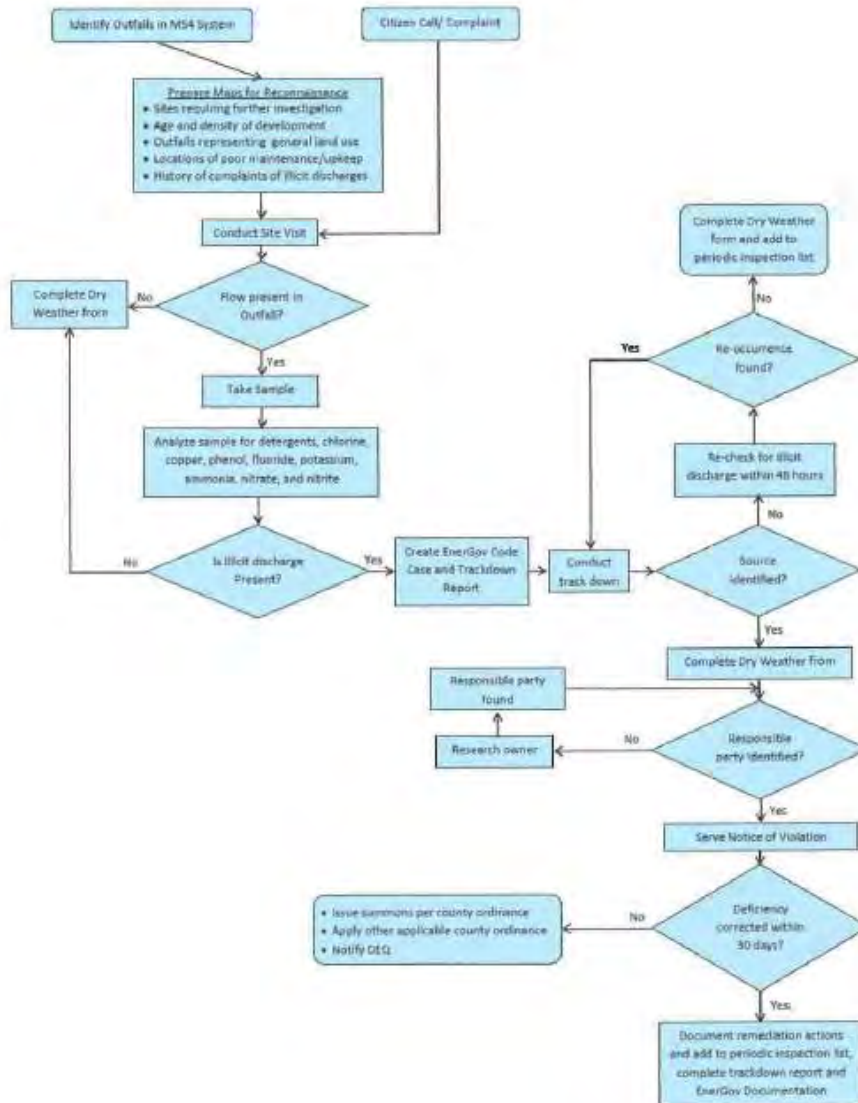 Identify Outfalls in MS4 System
Citizen Call/ Complaint
Prepare Maps for Reconnaissance
• Sites requiring further investigation
• Age and density of development
• Outfalls representing general land use
• Locations of poor maintenance/upkeep
• History of complaints of illicit discharges
Conduct Site Visit
Flow present in
Outfall?
No
Complete Dry
Weather from
Yes
Take Sample
Analyze sample for detergents, chlorine,
copper, phenol, fluoride, potassium,
ammonia, nitrate, and nitrite
Is illicit discharge
Present?
No
Yes
Create EnerGov Code
Case and Trackdown
Report
Conduct
track down
Source
identified?
No
Re-check for illicit
discharge within 48 hours
Re-occurrence
found?
Yes
No
Complete Dry Weather
form and add to
periodic inspection list
Yes
Complete Dry Weather from
Responsible
party identified?
No
Research owner
Responsible party
found
Yes
Serve Notice of Violation
Deficiency
corrected within
30 days?
No
• Issue summons per county ordinance
• Apply other applicable county ordinance
• Notify DEQ
Yes
Document remediation actions
and add to periodic inspection list,
complete trackdown report and
EnerGov Documentation